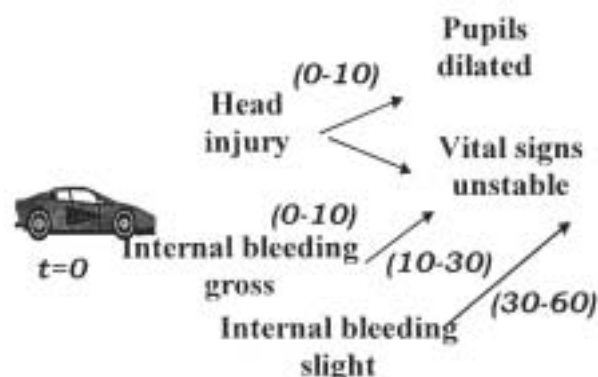 Pupils
dilated
(0-10)
Head
injury
Vital signs
unstable
(0-10)
t=0
Internal bleeding
gross
(10-30)
(30-60)
Internal bleeding
slight